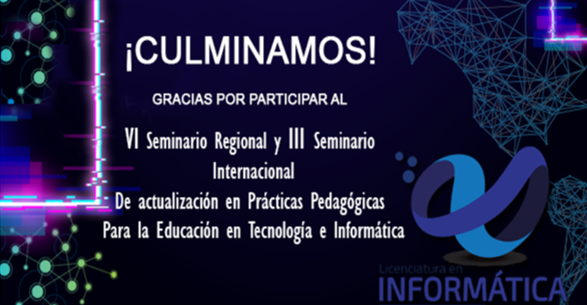 ¡CULMINAMOS!
GRACIAS POR PARTICIPAR AL
VI Seminario Regional y III Seminario
Internacional
De actualización en Prácticas Pedagógicas
Para la Educación en Tecnología e Informática
Licenciatura en
INFORMÁTICA